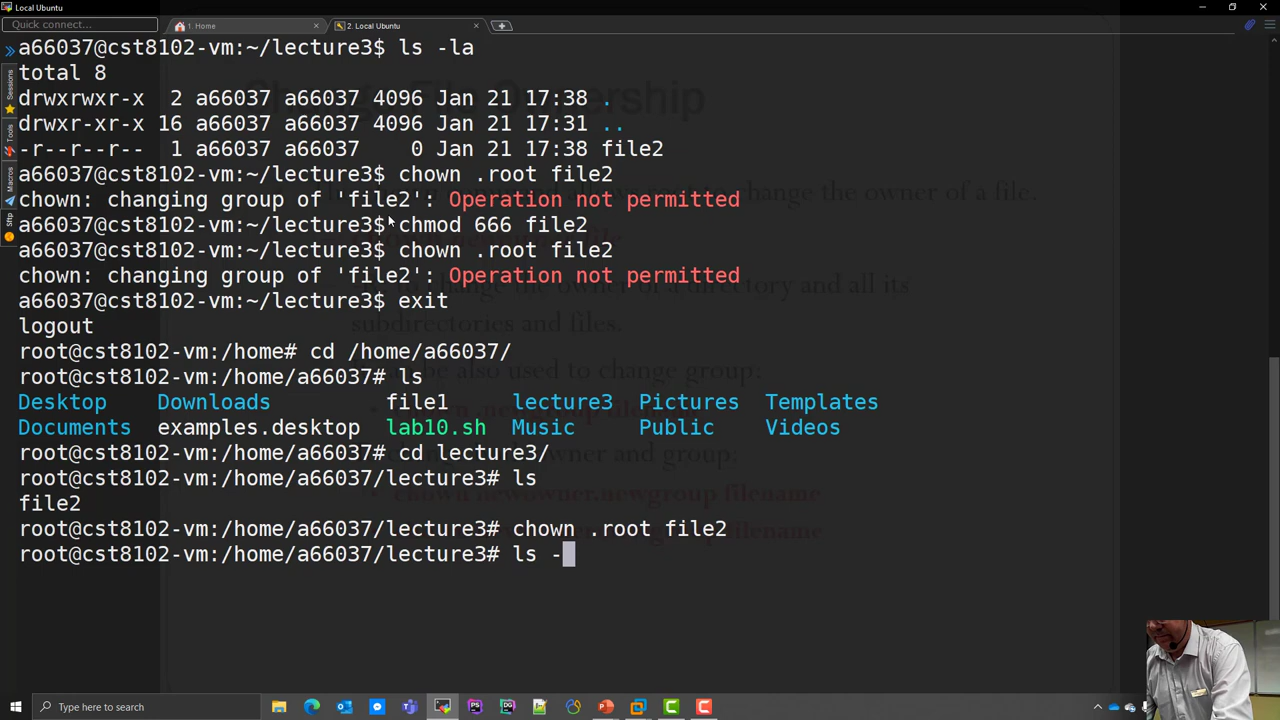 Local Ubuntu
Quick connect...
1. Home
2. Local Ubuntu
Sessions
Tools
Macros
Sftp
a66037@cst8102-vm:~/lecture3$ ls -la
total 8
drwxrwxr-x  2 a66037 a66037 4096 Jan 21 17:38 .
drwxr-xr-x 16 a66037 a66037 4096 Jan 21 17:31 ..
-r--r--r--  1 a66037 a66037    0 Jan 21 17:38 file2
a66037@cst8102-vm:~/lecture3$ chown .root file2
chown: changing group of 'file2': Operation not permitted
a66037@cst8102-vm:~/lecture3$ chmod 666 file2
a66037@cst8102-vm:~/lecture3$ chown .root file2
chown: changing group of 'file2': Operation not permitted
a66037@cst8102-vm:~/lecture3$ exit
logout
root@cst8102-vm:/home# cd /home/a66037/
root@cst8102-vm:/home/a66037# ls
Desktop    Downloads         file1     lecture3  Pictures  Templates
Documents  examples.desktop  lab10.sh  Music     Public    Videos
root@cst8102-vm:/home/a66037# cd lecture3/
root@cst8102-vm:/home/a66037/lecture3# ls
file2
root@cst8102-vm:/home/a66037/lecture3# chown .root file2
root@cst8102-vm:/home/a66037/lecture3# ls -
Type here to search